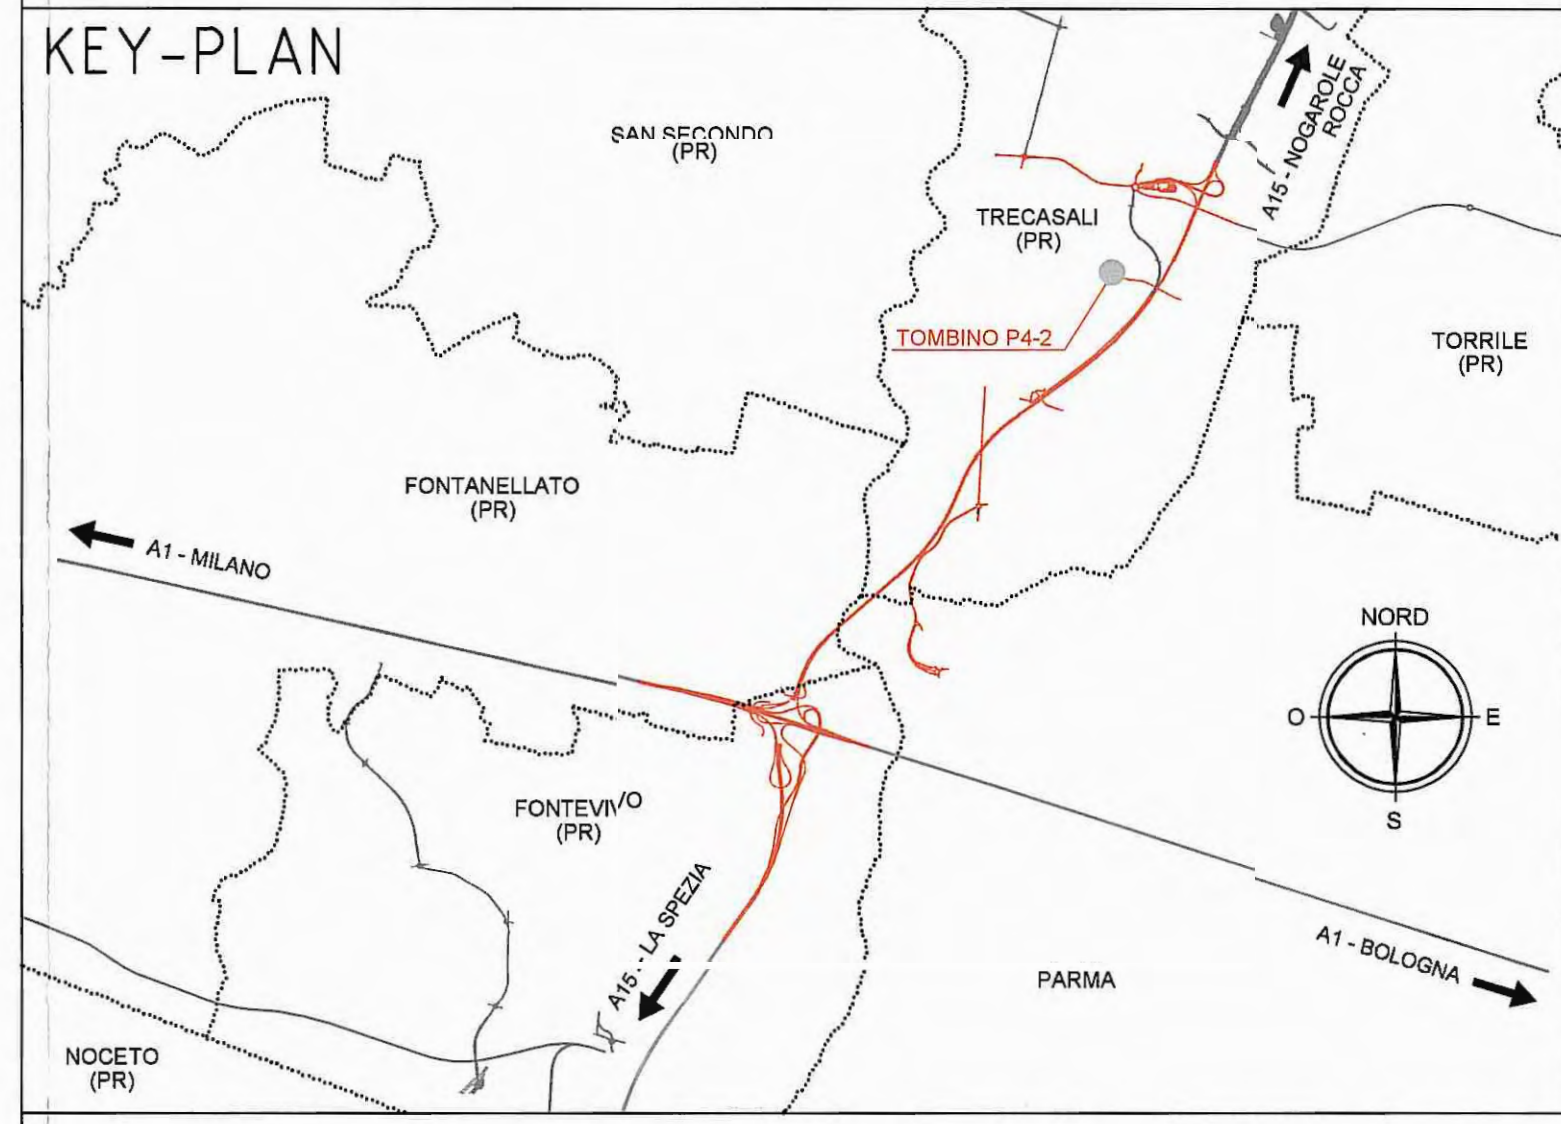 KEY-PLAN
SAN SECONDO
(PR)
A15 - NOGAROLE
ROCCA
TRECASALI
(PR)
TOMBINO P4-2
TORRILE
(PR)
FONTANELLATO
(PR)
A1 - MILANO
NORD
O
E
S
FONTEVIVO
(PR)
A15 - LA SPEZIA
A1 - BOLOGNA
PARMA
NOCETO
(PR)